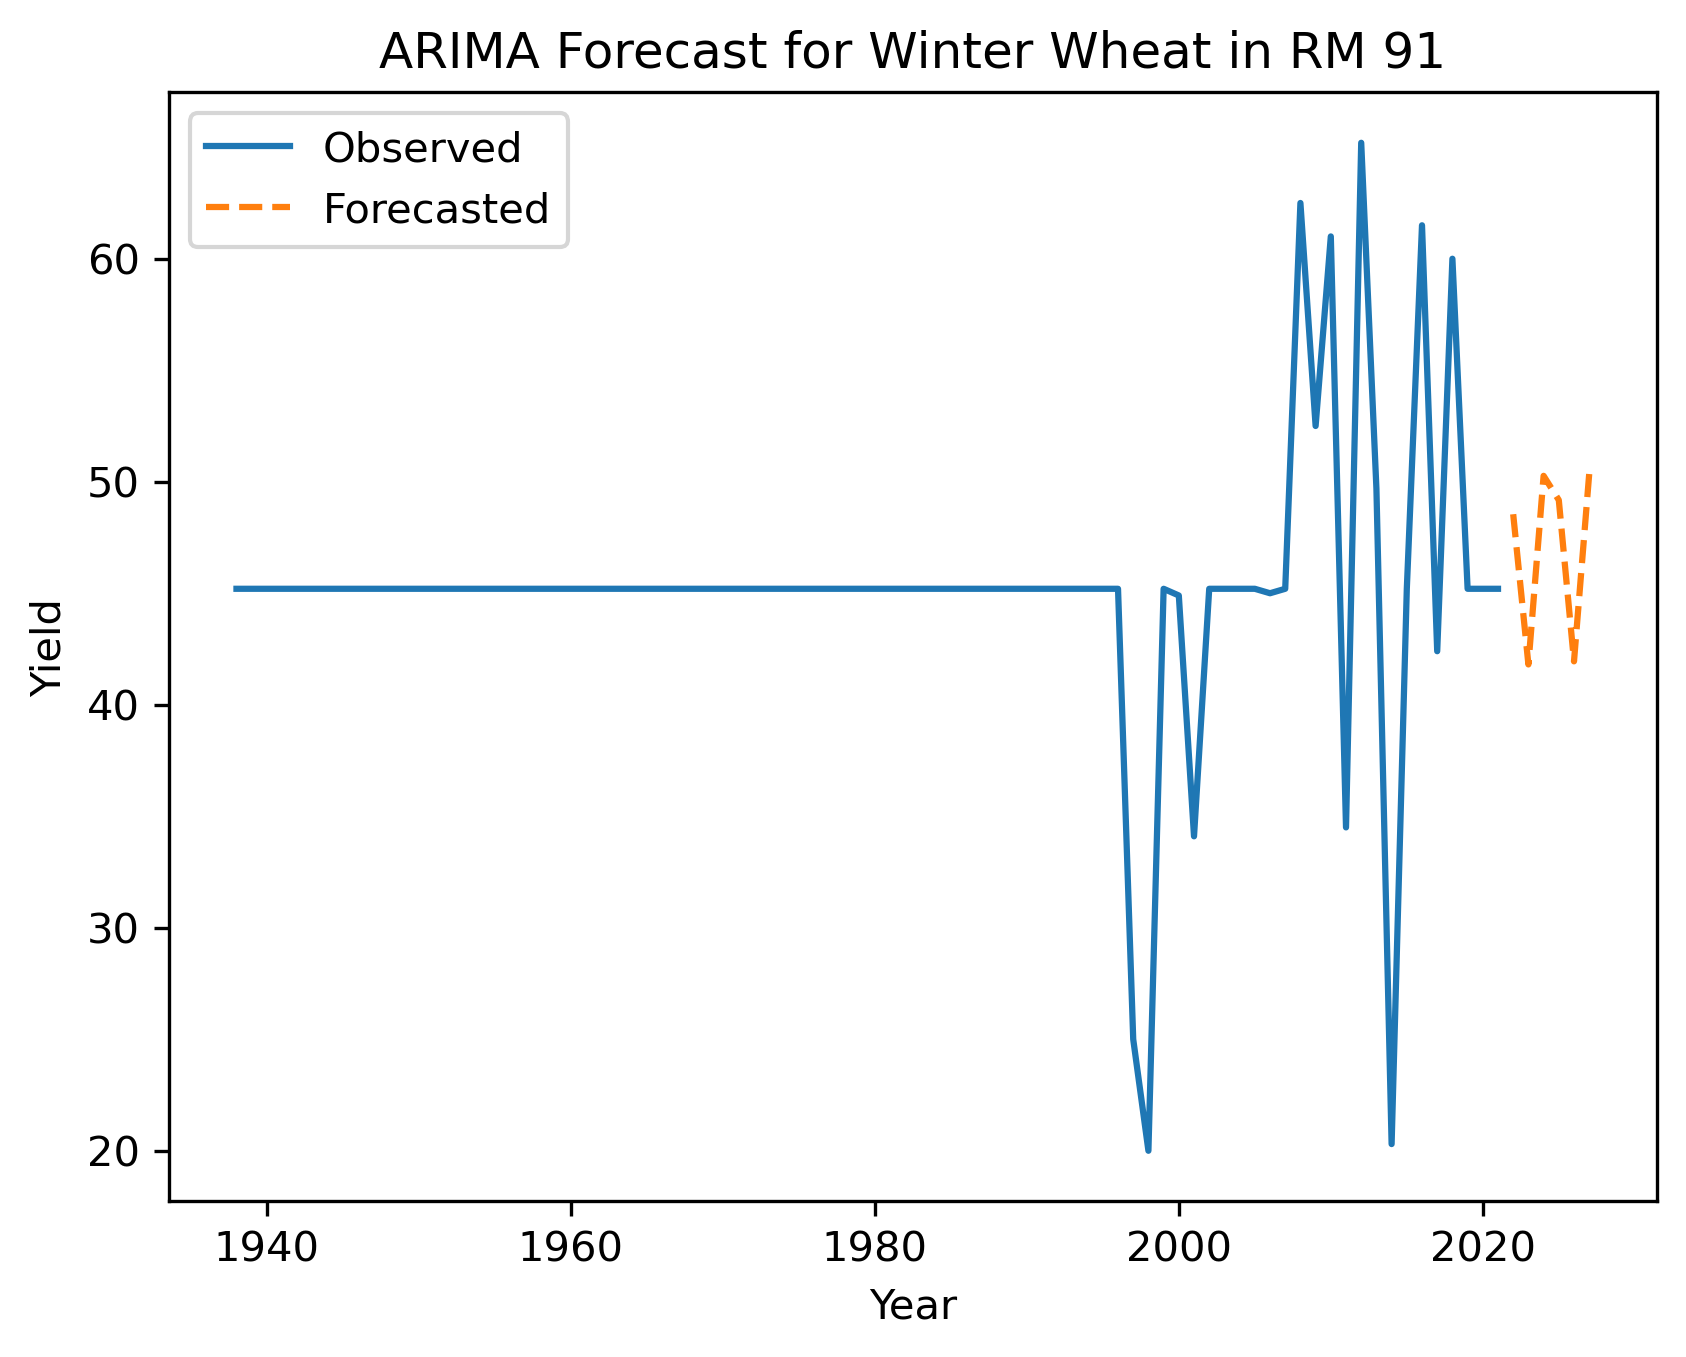 ARIMA Forecast for Winter Wheat in RM 91
Observed
Forecasted
60
50
40
30
20
Yield
1940 1960 1980 2000 2020
Year